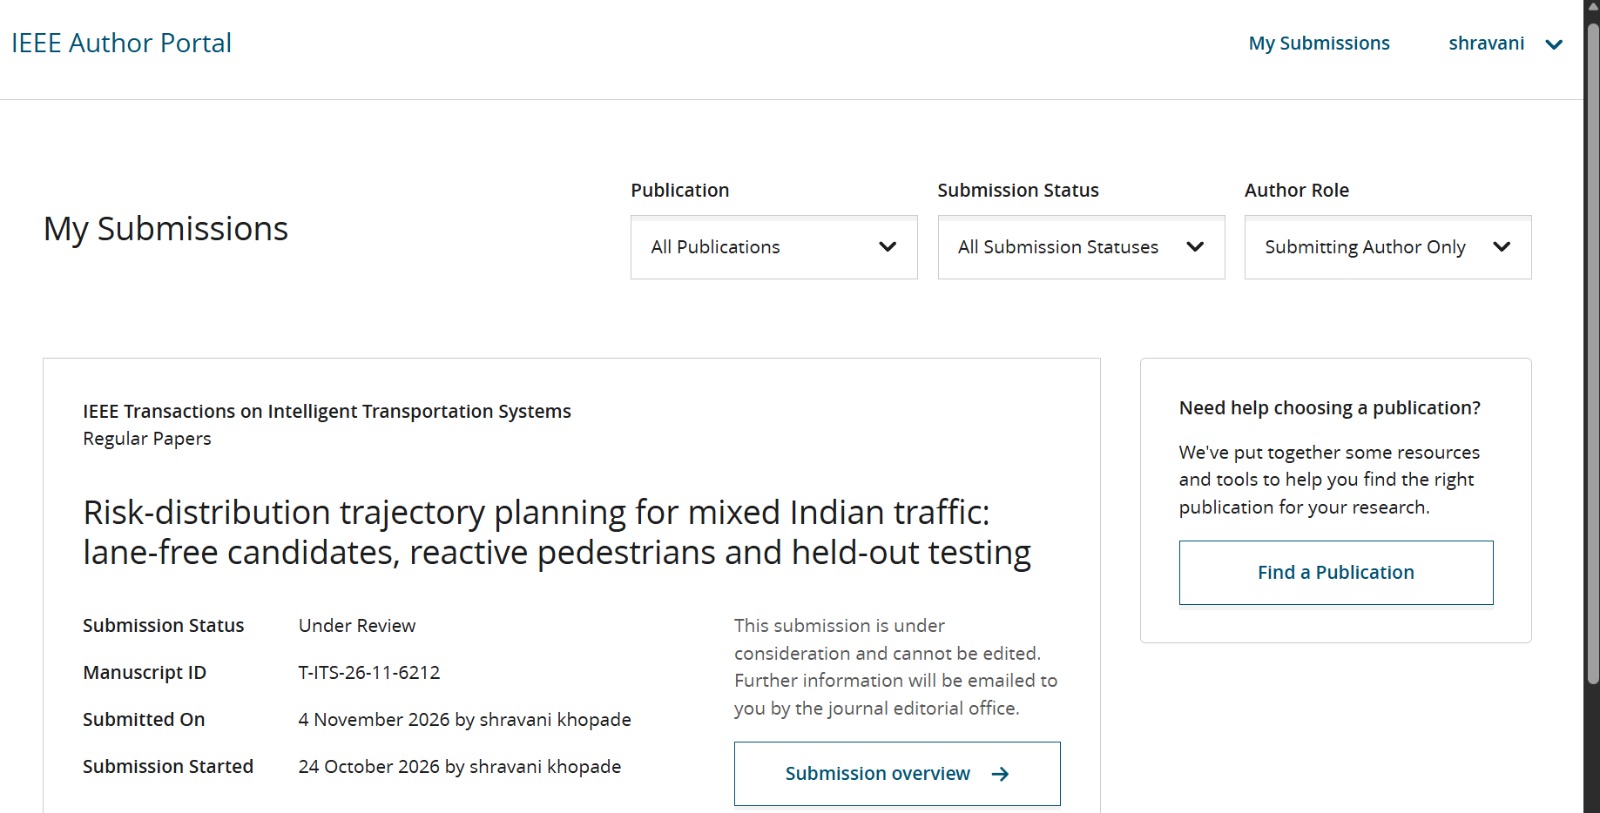 IEEE Author Portal
My Submissions
shravani
My Submissions
Publication
All Publications
Submission Status
All Submission Statuses
Author Role
Submitting Author Only
IEEE Transactions on Intelligent Transportation Systems
Regular Papers
Risk-distribution trajectory planning for mixed Indian traffic:
lane-free candidates, reactive pedestrians and held-out testing
Submission Status Under Review
Manuscript ID T-ITS-26-11-6212
Submitted On 4 November 2026 by shravani khopade
Submission Started 24 October 2026 by shravani khopade
This submission is under
consideration and cannot be edited.
Further information will be emailed to
you by the journal editorial office.
Submission overview
Need help choosing a publication?
We've put together some resources
and tools to help you find the right
publication for your research.
Find a Publication